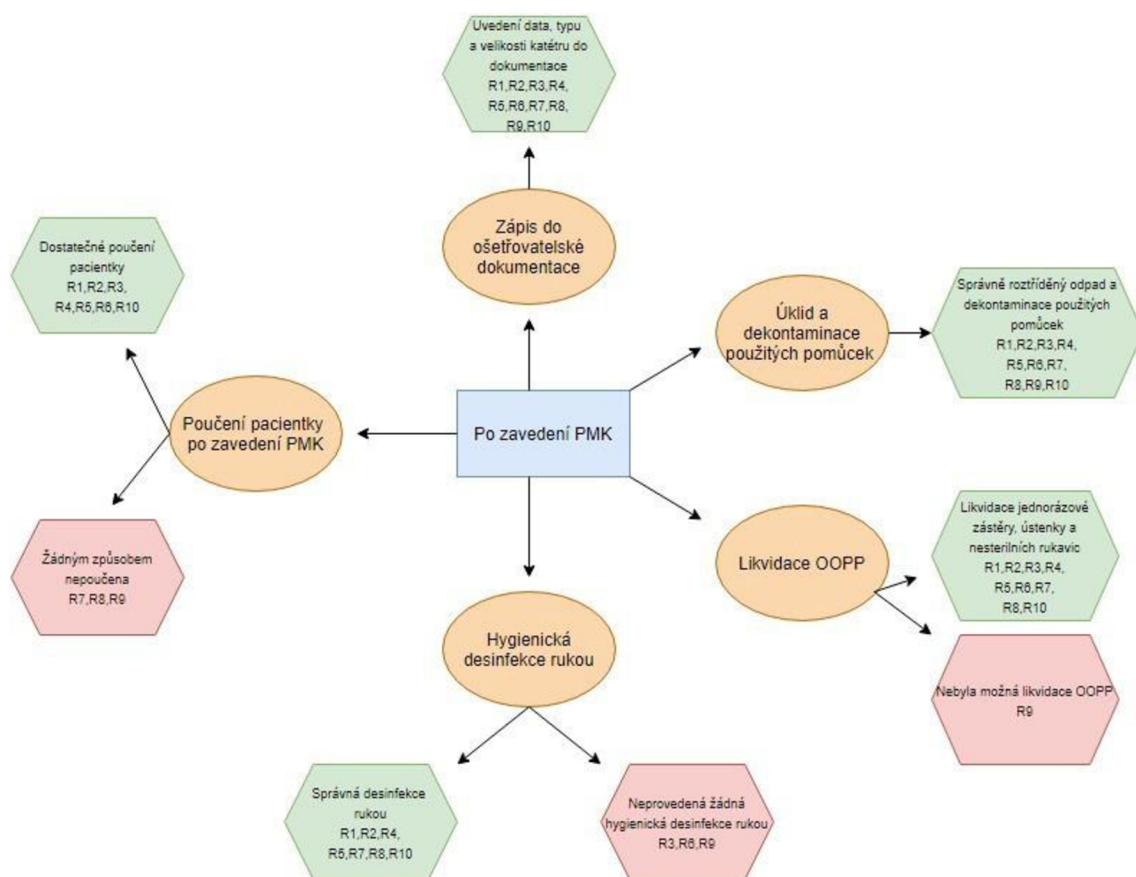 Uvedení data, typu
a velikosti katétru do
dokumentace
R1,R2,R3,R4,
R5,R6,R7,R8,
R9,R10
Zápis do
ošetřovatelské
dokumentace
Dostatečné poučení
pacientky
R1,R2,R3,
R4,R5,R6,R10
Úklid a
dekontaminace
použitých pomůcek
Správně roztříděný odpad a
dekontaminace použitých
pomůcek
R1,R2,R3,R4,
R5,R6,R7,
R8,R9,R10
Poučení pacientky
po zavedení PMK
Po zavedení PMK
Žádným způsobem
nepoučena
R7,R8,R9
Likvidace OOPP
Likvidace jednorázové
zástěry, ústenky a
nesterilních rukavic
R1,R2,R3,R4,
R5,R6,R7,
R8,R10
Hygienická
desinfekce rukou
Nebyla možná likvidace OOPP
R9
Správná desinfekce
rukou
R1,R2,R4,
R5,R7,R8,R10
Neprovedená žádná
hygienická desinfekce rukou
R3,R6,R9